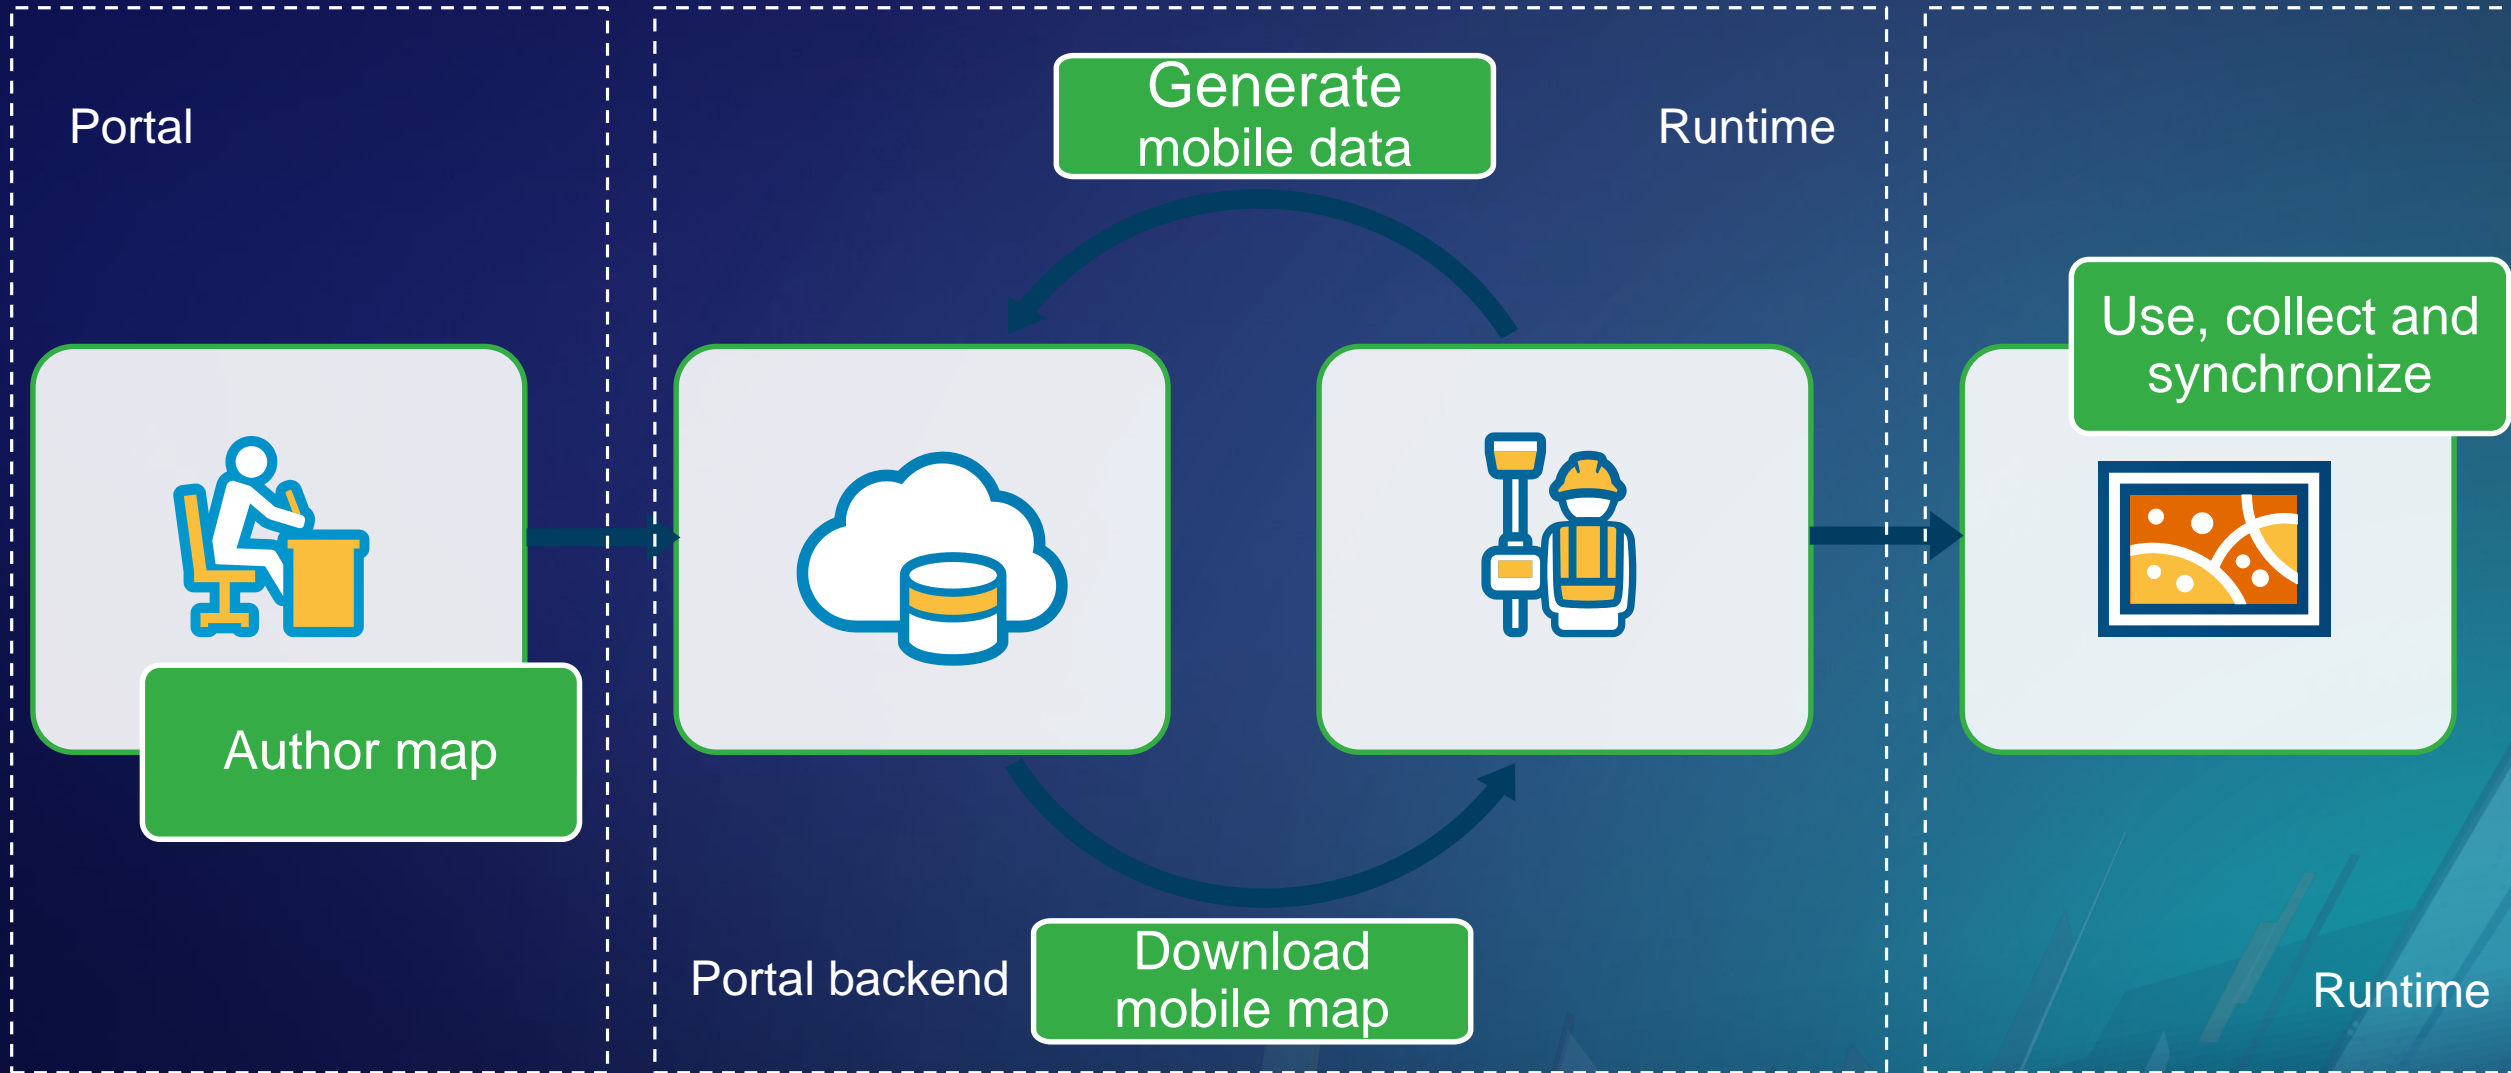 Portal
Author map
Generate
mobile data
Runtime
Portal backend
Download
mobile map
Use, collect and
synchronize
Runtime